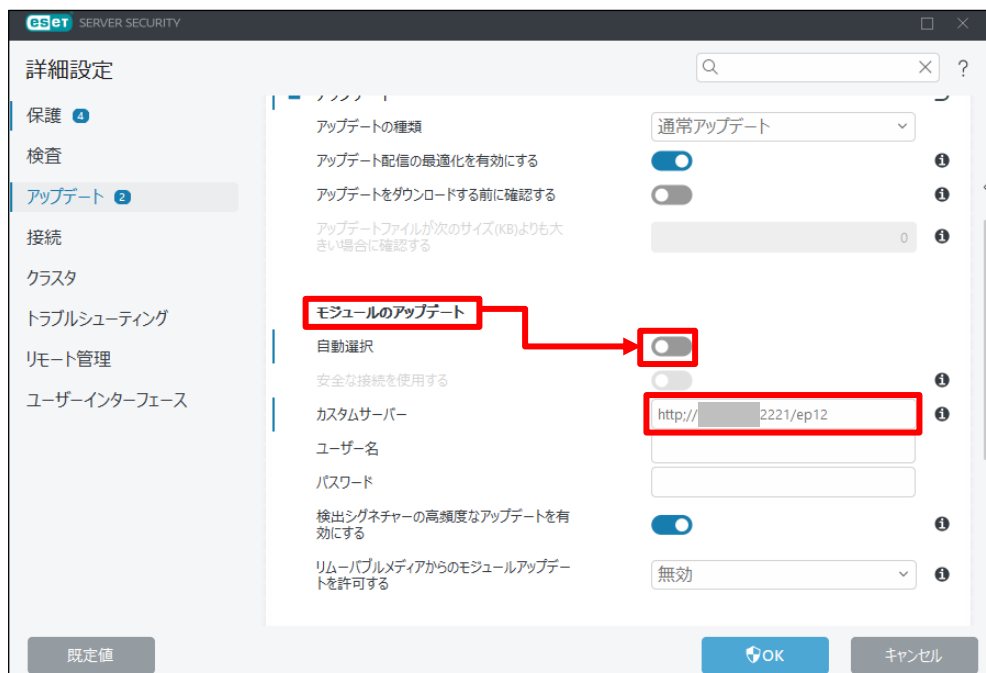 eset SERVER SECURITY
詳細設定
?
保護 4
検査
アップデート 2
接続
クラスタ
トラブルシューティング
リモート管理
ユーザーインターフェース
アップデート
アップデートの種類
通常アップデート
アップデート配信の最適化を有効にする
アップデートをダウンロードする前に確認する
アップデートファイルが次のサイズ(KB)よりも大
きい場合に確認する
0
モジュールのアップデート
自動選択
安全な接続を使用する
カスタムサーバー
http;// 2221/ep12
ユーザー名
パスワード
検出シグネチャーの高頻度なアップデートを有
効にする
リムーバブルメディアからのモジュールアップデー
トを許可する
無効
既定値
OK
キャンセル